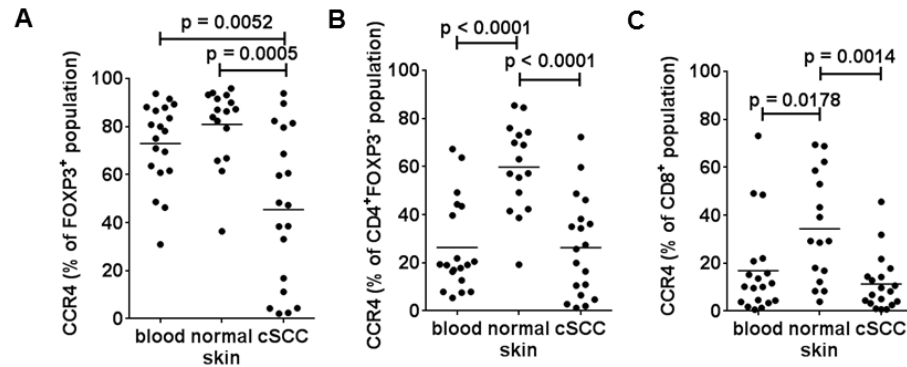 A
p = 0.0052
p = 0.0005
CCR4 (% of FOXP3⁺ population)
100
80
60
40
20
0
blood normal cSCC
skin
B
p < 0.0001
p < 0.0001
CCR4 (% of CD4⁺FOXP3⁻ population)
100
80
60
40
20
0
blood normal cSCC
skin
C
p = 0.0014
p = 0.0178
CCR4 (% of CD8⁺ population)
100
80
60
40
20
0
blood normal cSCC
skin